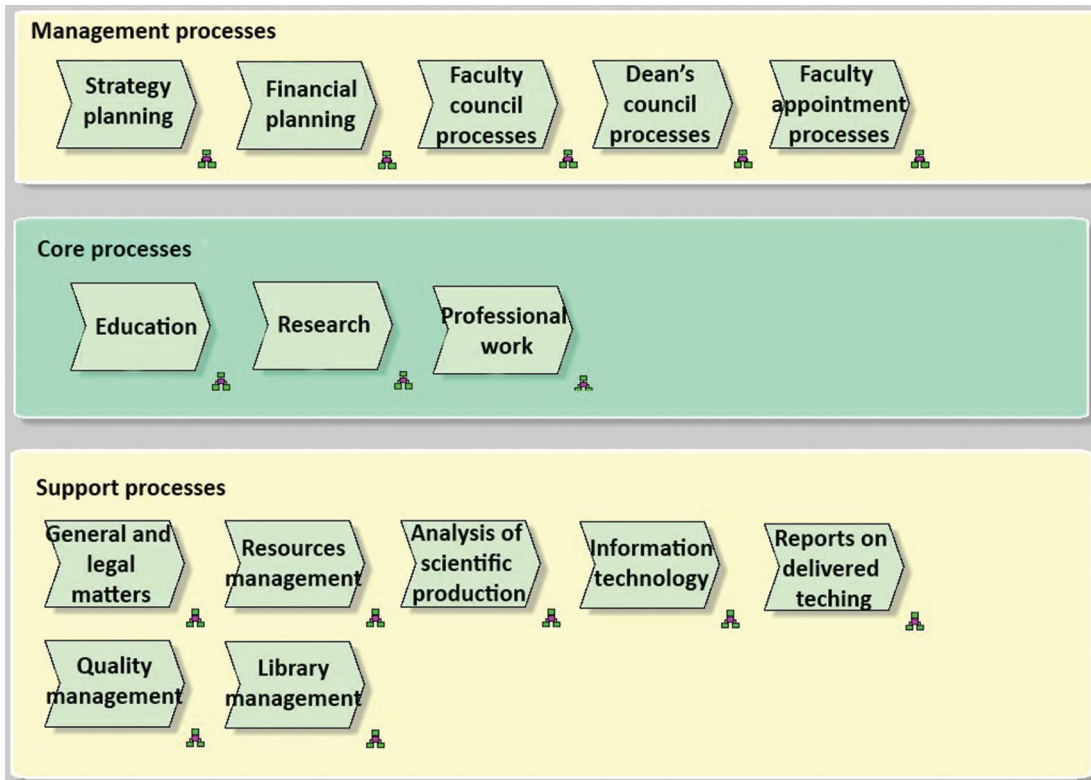 Management processes
Strategy
planning
Financial
planning
Faculty
council
processes
Dean's
council
processes
Faculty
appointment
processes
Core processes
Education
Research
Professional
work
Support processes
General and
legal
matters
Resources
management
Analysis of
scientific
production
Information
technology
Reports on
delivered
teching
Quality
management
Library
management